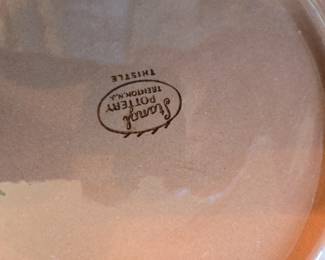 Stangl
POTTERY
TRENTON, N.J.
THISTLE